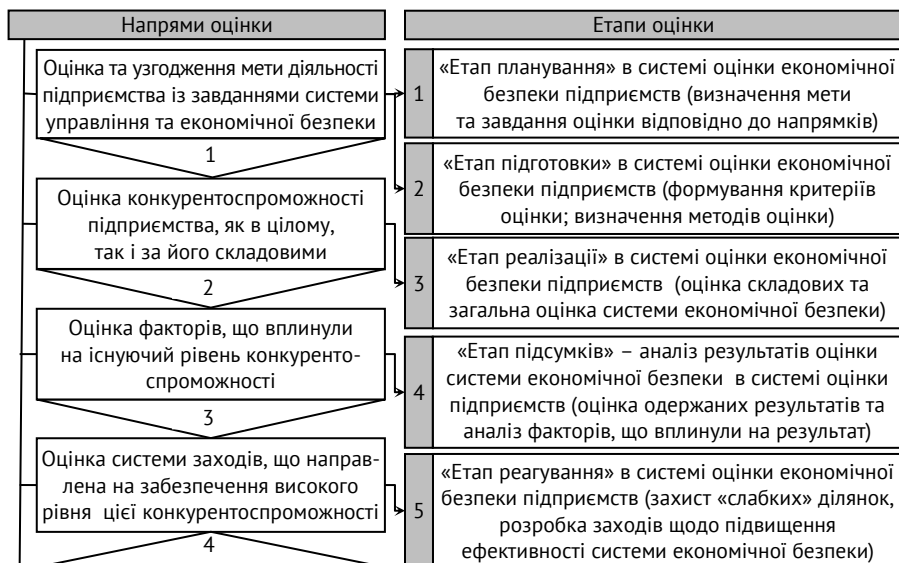 Напрями оцінки
Оцінка та узгодження мети діяльності
підприємства із завданнями системи
управління та економічної безпеки
1
Оцінка конкурентоспроможності
підприємства, як в цілому,
так і за його складовими
2
Оцінка факторів, що вплинули
на існуючий рівень конкуренто-
спроможності
3
Оцінка системи заходів, що направ-
лена на забезпечення високого
рівня цієї конкурентоспроможності
4
Етапи оцінки
1
«Етап планування» в системі оцінки економічної
безпеки підприємств (визначення мети
та завдання оцінки відповідно до напрямків)
2
«Етап підготовки» в системі оцінки економічної
безпеки підприємств (формування критеріїв
оцінки; визначення методів оцінки)
3
«Етап реалізації» в системі оцінки економічної
безпеки підприємств (оцінка складових та
загальна оцінка системи економічної безпеки)
4
«Етап підсумків» – аналіз результатів оцінки
системи економічної безпеки в системі оцінки
підприємств (оцінка одержаних результатів та
аналіз факторів, що вплинули на результат)
5
«Етап реагування» в системі оцінки економічної
безпеки підприємств (захист «слабких» ділянок,
розробка заходів щодо підвищення
ефективності системи економічної безпеки)